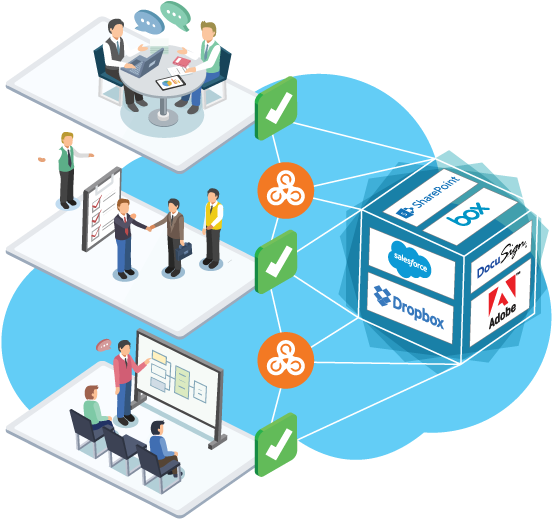 SharePoint
box
salesforce
DocuSign
Dropbox
Adobe